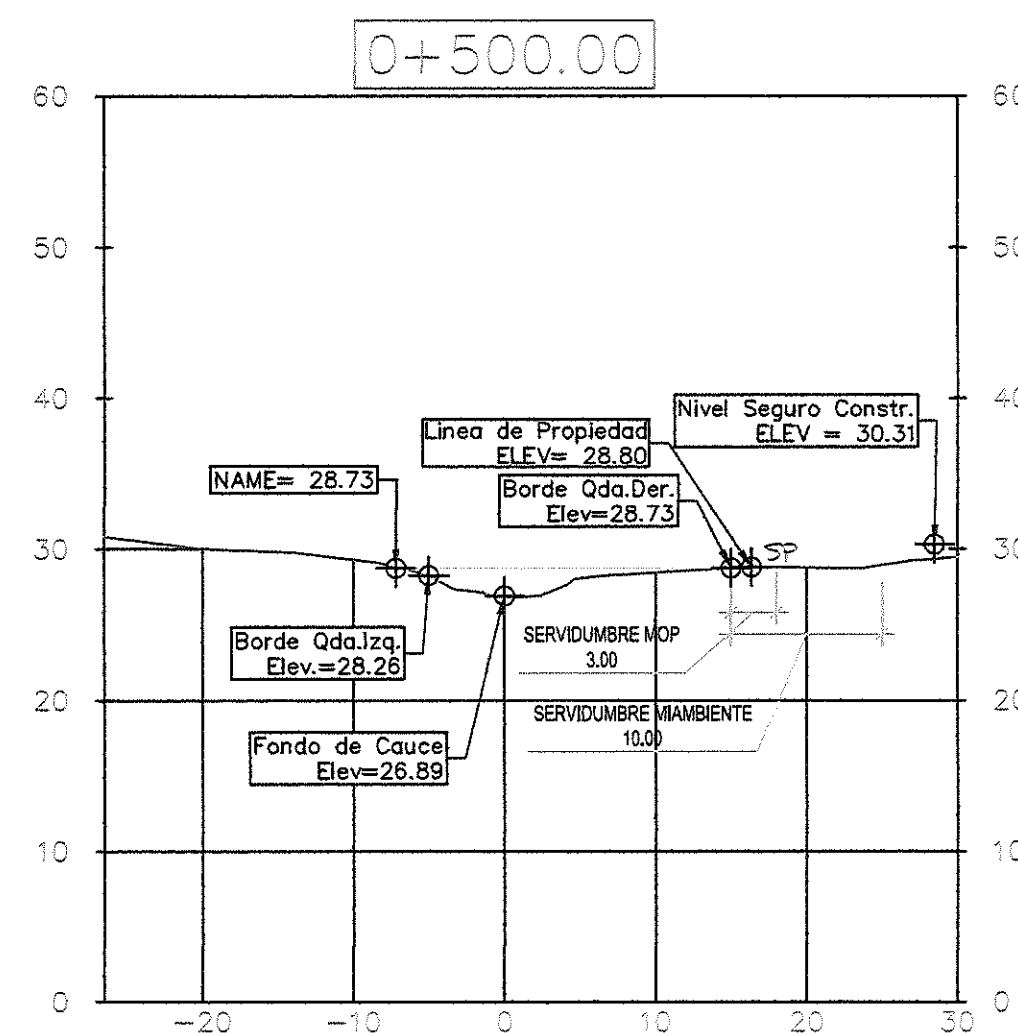 0+500.00
60 60
50 50
40 40
Nivel Seguro Constr.
ELEV = 30.31
Linea de Propiedad
ELEV= 28.80
NAME= 28.73
Borde Qda.Der.
Elev=28.73
30 30
SP
Borde Qda.Izq.
Elev.=28.26
SERVIDUMBRE MOP
3.00
20 20
SERVIDUMBRE MIAMBIENTE
10.00
Fondo de Cauce
Elev=26.89
10 10
0 0
-20 -10 0 10 20 30